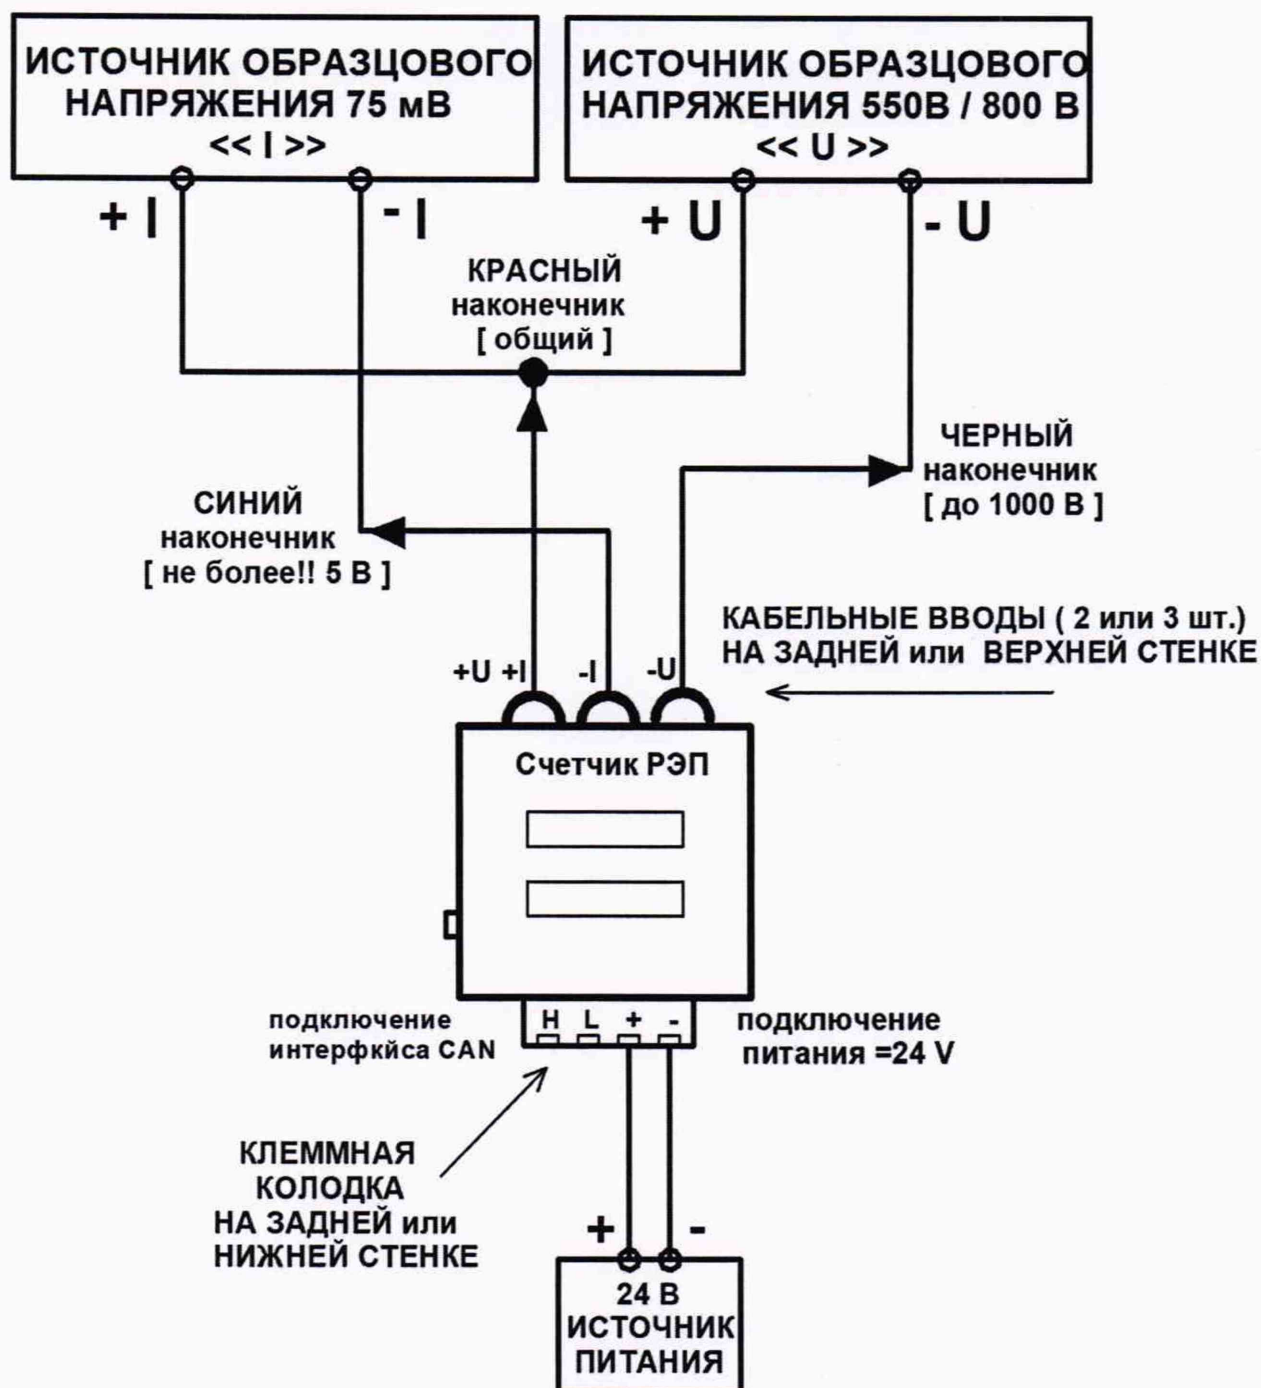 ИСТОЧНИК ОБРАЗЦОВОГО
НАПРЯЖЕНИЯ 75 мВ
<< I >>
ИСТОЧНИК ОБРАЗЦОВОГО
НАПРЯЖЕНИЯ 550В / 800 В
<< U >>
+ I
- I
+ U
- U
КРАСНЫЙ
наконечник
[ общий ]
ЧЕРНЫЙ
наконечник
[ до 1000 В ]
СИНИЙ
наконечник
[ не более!! 5 В ]
КАБЕЛЬНЫЕ ВВОДЫ ( 2 или 3 шт.)
НА ЗАДНЕЙ или ВЕРХНЕЙ СТЕНКЕ
+U +I
-I
-U
Счетчик РЭП
H L + -
подключение
интерфкйса CAN
подключение
питания =24 V
КЛЕММНАЯ
КОЛОДКА
НА ЗАДНЕЙ или
НИЖНЕЙ СТЕНКЕ
+ -
24 В
ИСТОЧНИК
ПИТАНИЯ